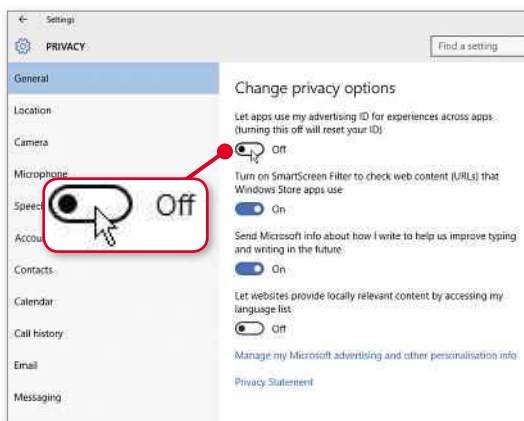 Settings
PRIVACY
Find a setting
General
Location
Camera
Microphone
Speech
Accou
Contacts
Calendar
Call history
Email
Messaging
Change privacy options
Let apps use my advertising ID for experiences across apps
(turning this off will reset your ID)
Off
Off
Turn on SmartScreen Filter to check web content (URLs) that
Windows Store apps use
On
Send Microsoft info about how I write to help us improve typing
and writing in the future
On
Let websites provide locally relevant content by accessing my
language list
Off
Manage my Microsoft advertising and other personalisation info
Privacy Statement